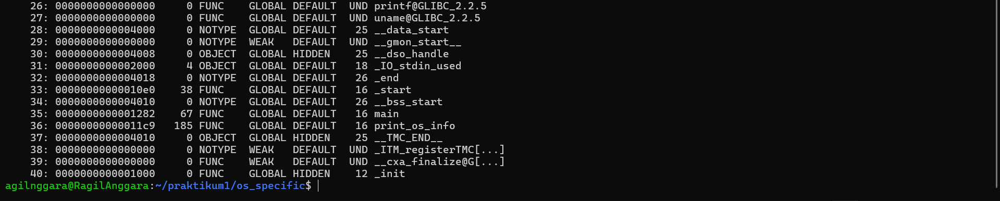 26: 0000000000000000     0 FUNC    GLOBAL DEFAULT  UND printf@GLIBC_2.2.5
27: 0000000000000000     0 FUNC    GLOBAL DEFAULT  UND uname@GLIBC_2.2.5
28: 0000000000004000     0 NOTYPE  GLOBAL DEFAULT   25 __data_start
29: 0000000000000000     0 NOTYPE  WEAK   DEFAULT  UND __gmon_start__
30: 0000000000004008     0 OBJECT  GLOBAL HIDDEN    25 __dso_handle
31: 0000000000002000     4 OBJECT  GLOBAL DEFAULT   18 _IO_stdin_used
32: 0000000000004018     0 NOTYPE  GLOBAL DEFAULT   26 _end
33: 00000000000010e0    38 FUNC    GLOBAL DEFAULT   16 _start
34: 0000000000004010     0 NOTYPE  GLOBAL DEFAULT   26 __bss_start
35: 0000000000001282    67 FUNC    GLOBAL DEFAULT   16 main
36: 00000000000011c9   185 FUNC    GLOBAL DEFAULT   16 print_os_info
37: 0000000000004010     0 OBJECT  GLOBAL HIDDEN    25 __TMC_END__
38: 0000000000000000     0 NOTYPE  WEAK   DEFAULT  UND _ITM_registerTMC[...]
39: 0000000000000000     0 FUNC    WEAK   DEFAULT  UND __cxa_finalize@G[...]
40: 0000000000001000     0 FUNC    GLOBAL HIDDEN    12 _init
agilnggara@RagilAnggara:~/praktikum1/os_specific$